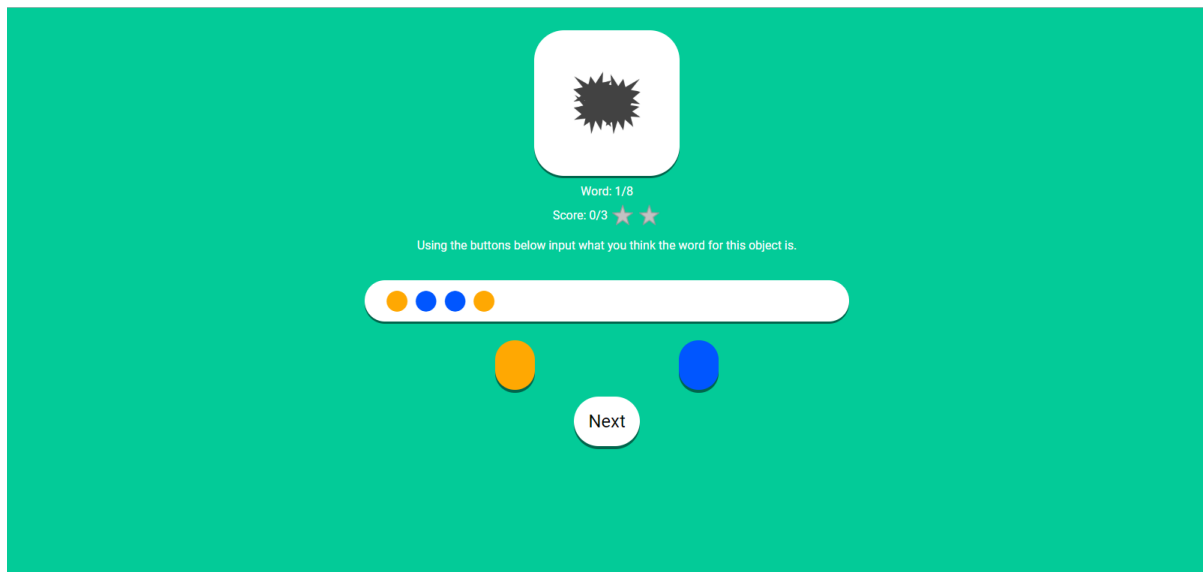 Word: 1/8
Score: 0/3
Using the buttons below input what you think the word for this object is.
Next